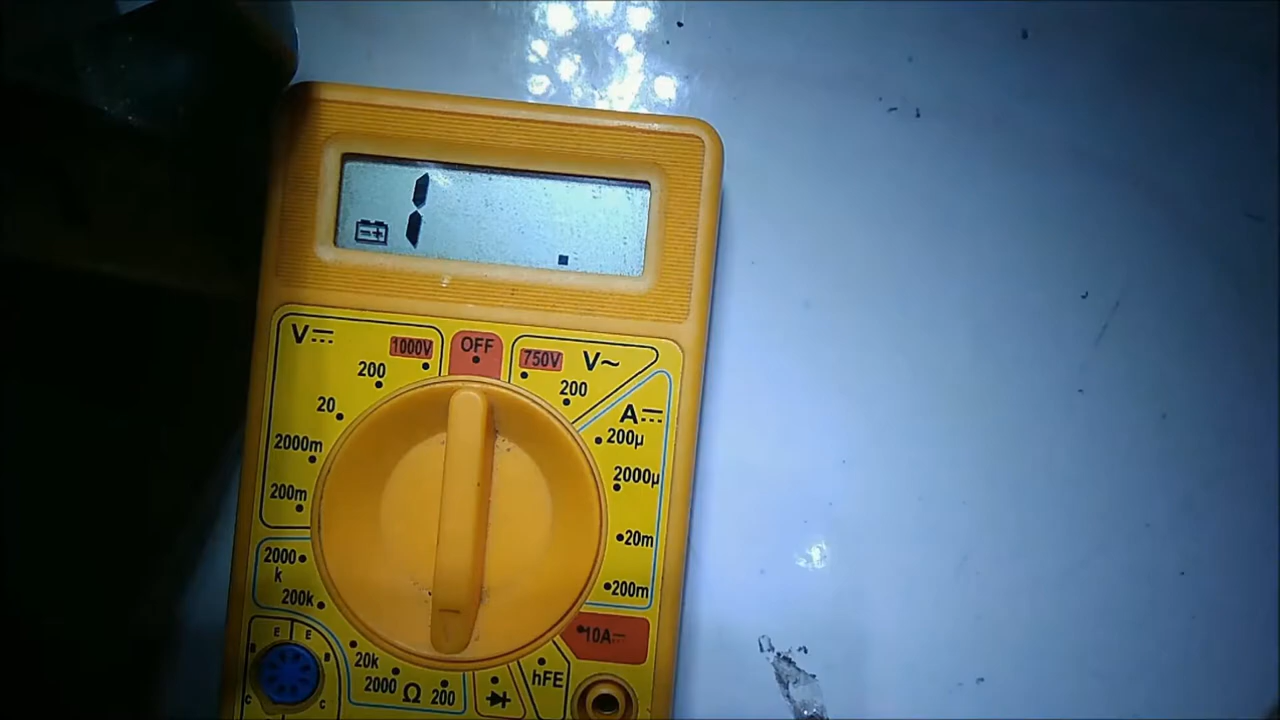 1 .
V⎓ 1000V OFF 750V V~
200 200
20 A⎓
2000m 200µ
200m 2000µ
2000 20m
k
200k 200m
10A⎓
E E
B B
20k
2000 Ω 200 hFE
C C